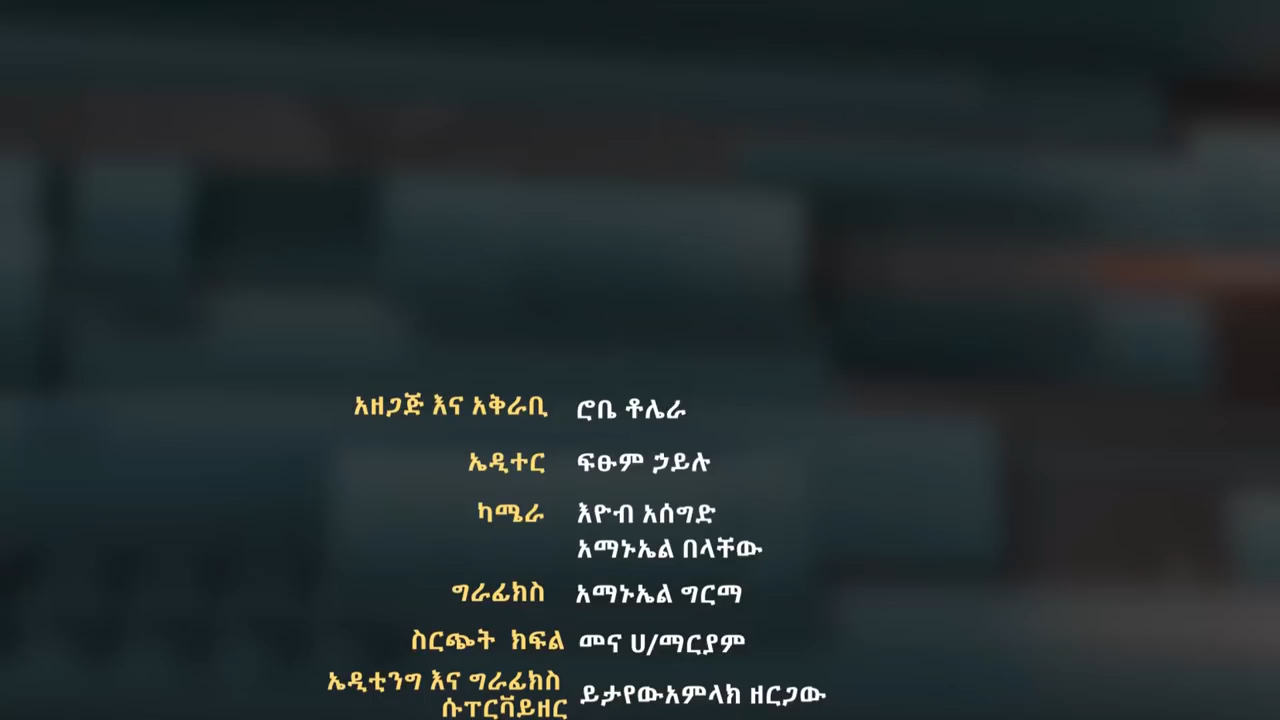 አዘጋጅ እና አቅራቢ ሮቤ ቶሌራ
ኤዲተር ፍፁም ኃይሉ
ካሜራ እዮብ አሰግድ
አማኑኤል በላቸው
ግራፊክስ አማኑኤል ግርማ
ስርጭት ክፍል መና ሀ/ማርያም
ኤዲቲንግ እና ግራፊክስ
ሱፐርቫይዘር ይታየውአምላክ ዘርጋው